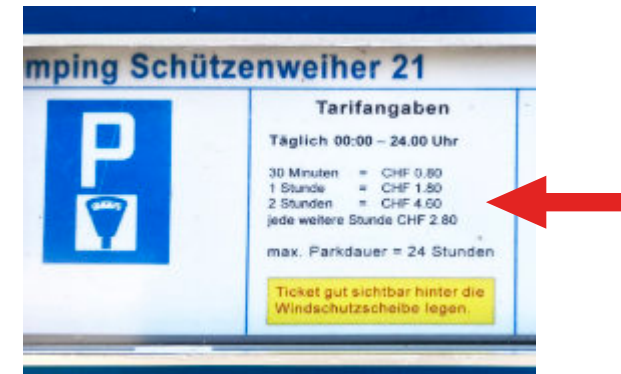 mping Schützenweiher 21
P
Tarifangaben
Täglich 00:00 – 24.00 Uhr
30 Minuten = CHF 0.80
1 Stunde = CHF 1.80
2 Stunden = CHF 4.60
jede weitere Stunde CHF 2.80
max. Parkdauer = 24 Stunden
Ticket gut sichtbar hinter die
Windschutzscheibe legen.